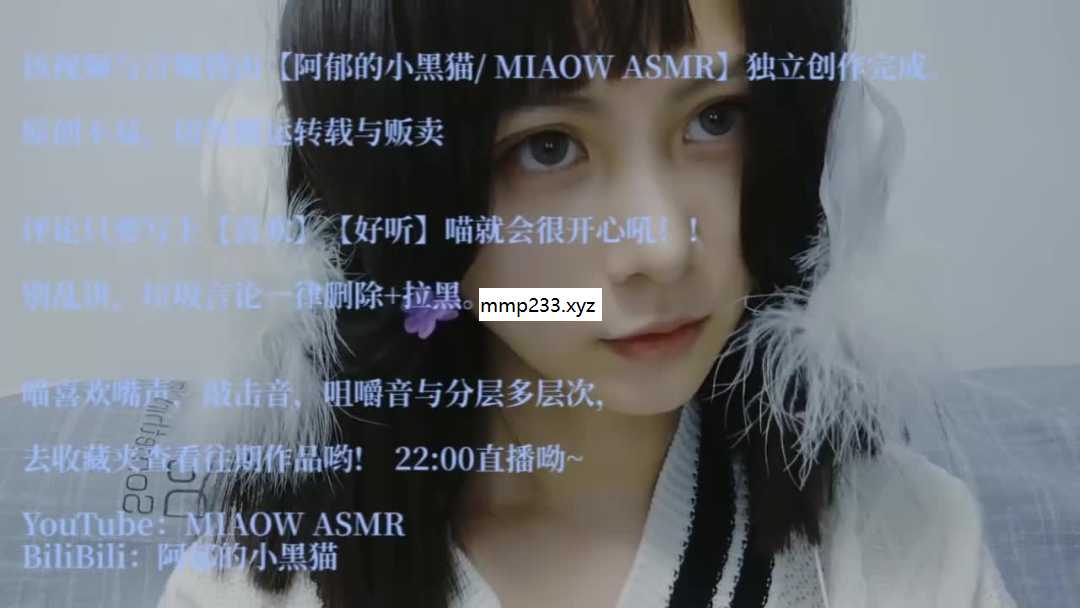 该视频与音频皆由【阿郁的小黑猫/ MIAOW ASMR】独立创作完成。
原创不易，切勿搬运转载与贩卖
评论只要写上【喜欢】【好听】喵就会很开心吼！！
别乱讲，垃圾言论一律删除+拉黑。
mmp233.xyz
喵喜欢嘴声，敲击音，咀嚼音与分层多层次，
去收藏夹查看往期作品哟！ 22:00直播呦~
YouTube：MIAOW ASMR
BiliBili：阿郁的小黑猫